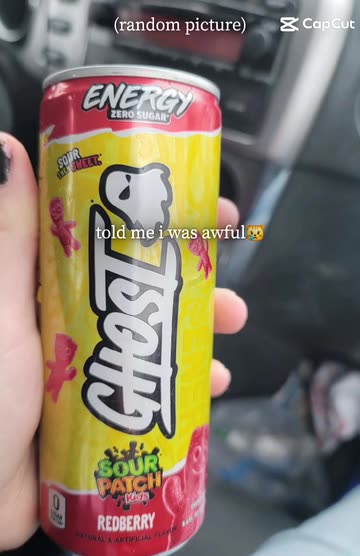 (random picture)
CapCut
ENERGY
ZERO SUGAR*
SOUR
THEN SWEET.
told me i was awful😿
GHOST
SOUR
PATCH
Kids
0
REDBERRY
NATURAL & ARTIFICIAL FLAVOR